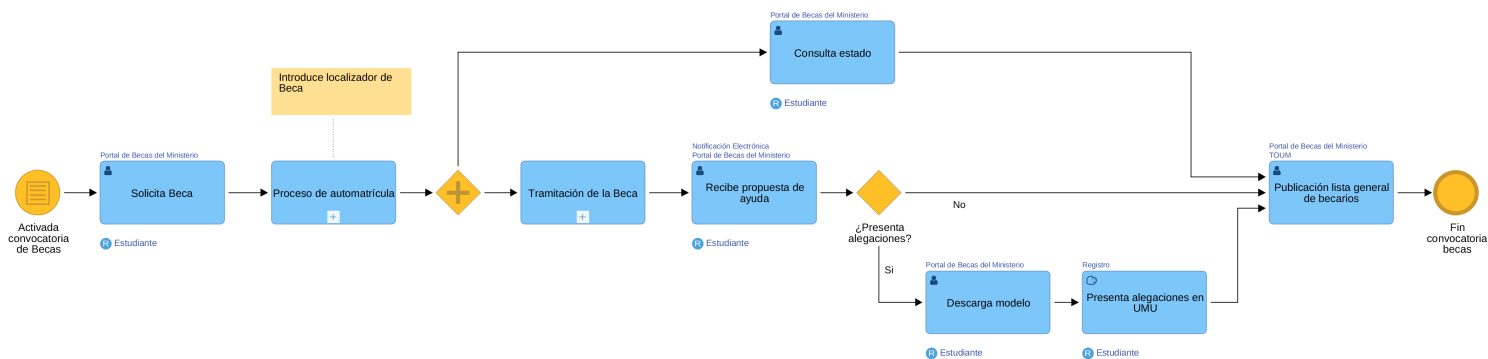 Portal de Becas del Ministerio
Consulta estado
R Estudiante
Introduce localizador de
Beca
Activada
convocatoria
de Becas
Portal de Becas del Ministerio
Solicita Beca
R Estudiante
Proceso de automatrícula
Tramitación de la Beca
Notificación Electrónica
Portal de Becas del Ministerio
Recibe propuesta de
ayuda
R Estudiante
¿Presenta
alegaciones?
No
Si
Portal de Becas del Ministerio
Descarga modelo
R Estudiante
Registro
Presenta alegaciones en
UMU
R Estudiante
Portal de Becas del Ministerio
TOUM
Publicación lista general
de becarios
Fin
convocatoria
becas